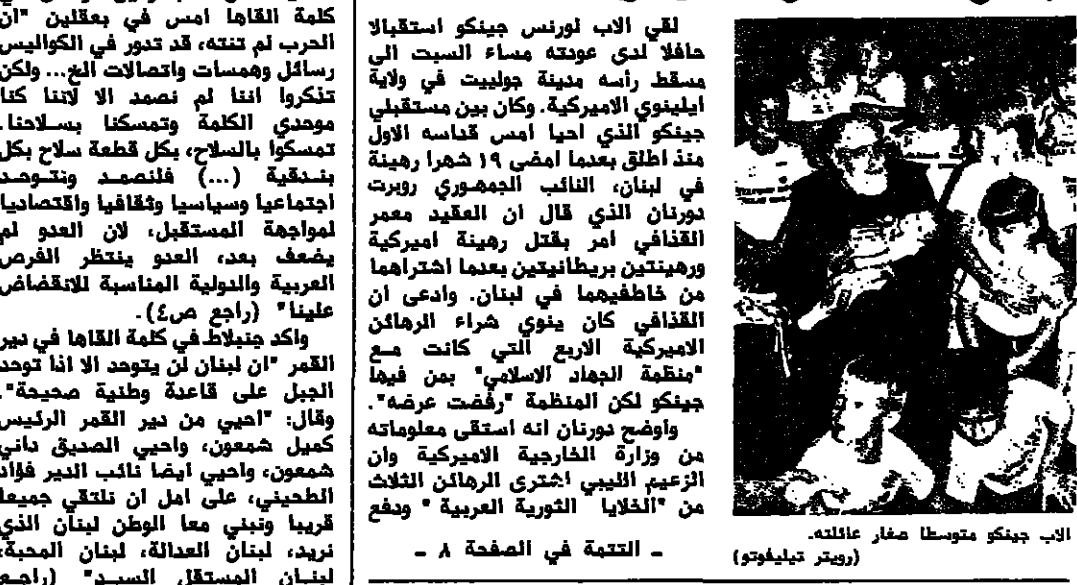 لقي الاب لورنس جينكو استقبالا
حافلا لدى عودته مساء السبت الى
مسقط رأسه مدينة جولييت في ولاية
ايلينوي الاميركية. وكان بين مستقبلي
جينكو الذي احيا امس قداسه الاول
منذ اطلق بعدما امضى ١٩ شهرا رهينة
في لبنان، النائب الجمهوري روبرت
دورنان الذي قال ان العقيد معمر
القذافي امر بقتل رهينة اميركية
ورهينتين بريطانيتين بعدما اشتراهما
من خاطفيهما في لبنان. وادعى ان
القذافي كان ينوي شراء الرهائن
الاميركية الاربع التي كانت مع
"منظمة الجهاد الاسلامي" بمن فيها
جينكو لكن المنظمة "رفضت عرضه".
واوضح دورنان انه استقى معلوماته
من وزارة الخارجية الاميركية وان
الزعيم الليبي اشترى الرهائن الثلاث
من "الخلايا الثورية العربية" ودفع
ـ التتمة في الصفحة ٨ ـ
الاب جينكو متوسطا صغار عائلته.
(رويتر تيليفوتو)
كلمة القاها امس في بعقلين "ان
الحرب لم تنته، قد تدور في الكواليس
رسائل وهمسات واتصالات الخ... ولكن
تذكروا اننا لم نصمد الا لاننا كنا
موحدي الكلمة وتمسكنا بسلاحنا.
تمسكوا بالسلاح، بكل قطعة سلاح بكل
بندقية (...) فلنصمد ونتوحد
اجتماعيا وسياسيا وثقافيا واقتصاديا
لمواجهة المستقبل، لان العدو لم
يضعف بعد، العدو ينتظر الفرص
العربية والدولية المناسبة للانقضاض
علينا" (راجع ص٤).
واكد جنبلاط في كلمة القاها في دير
القمر "ان لبنان لن يتوحد الا اذا توحد
الجبل على قاعدة وطنية صحيحة".
وقال: "احيي من دير القمر الرئيس
كميل شمعون، واحيي الصديق داني
شمعون، واحيي ايضا نائب الدير فؤاد
الطحيني، على امل ان نلتقي جميعا
قريبا ونبني معا الوطن لبنان الذي
نريد، لبنان العدالة، لبنان المحبة،
لبنان المستقل السيد" (راجع